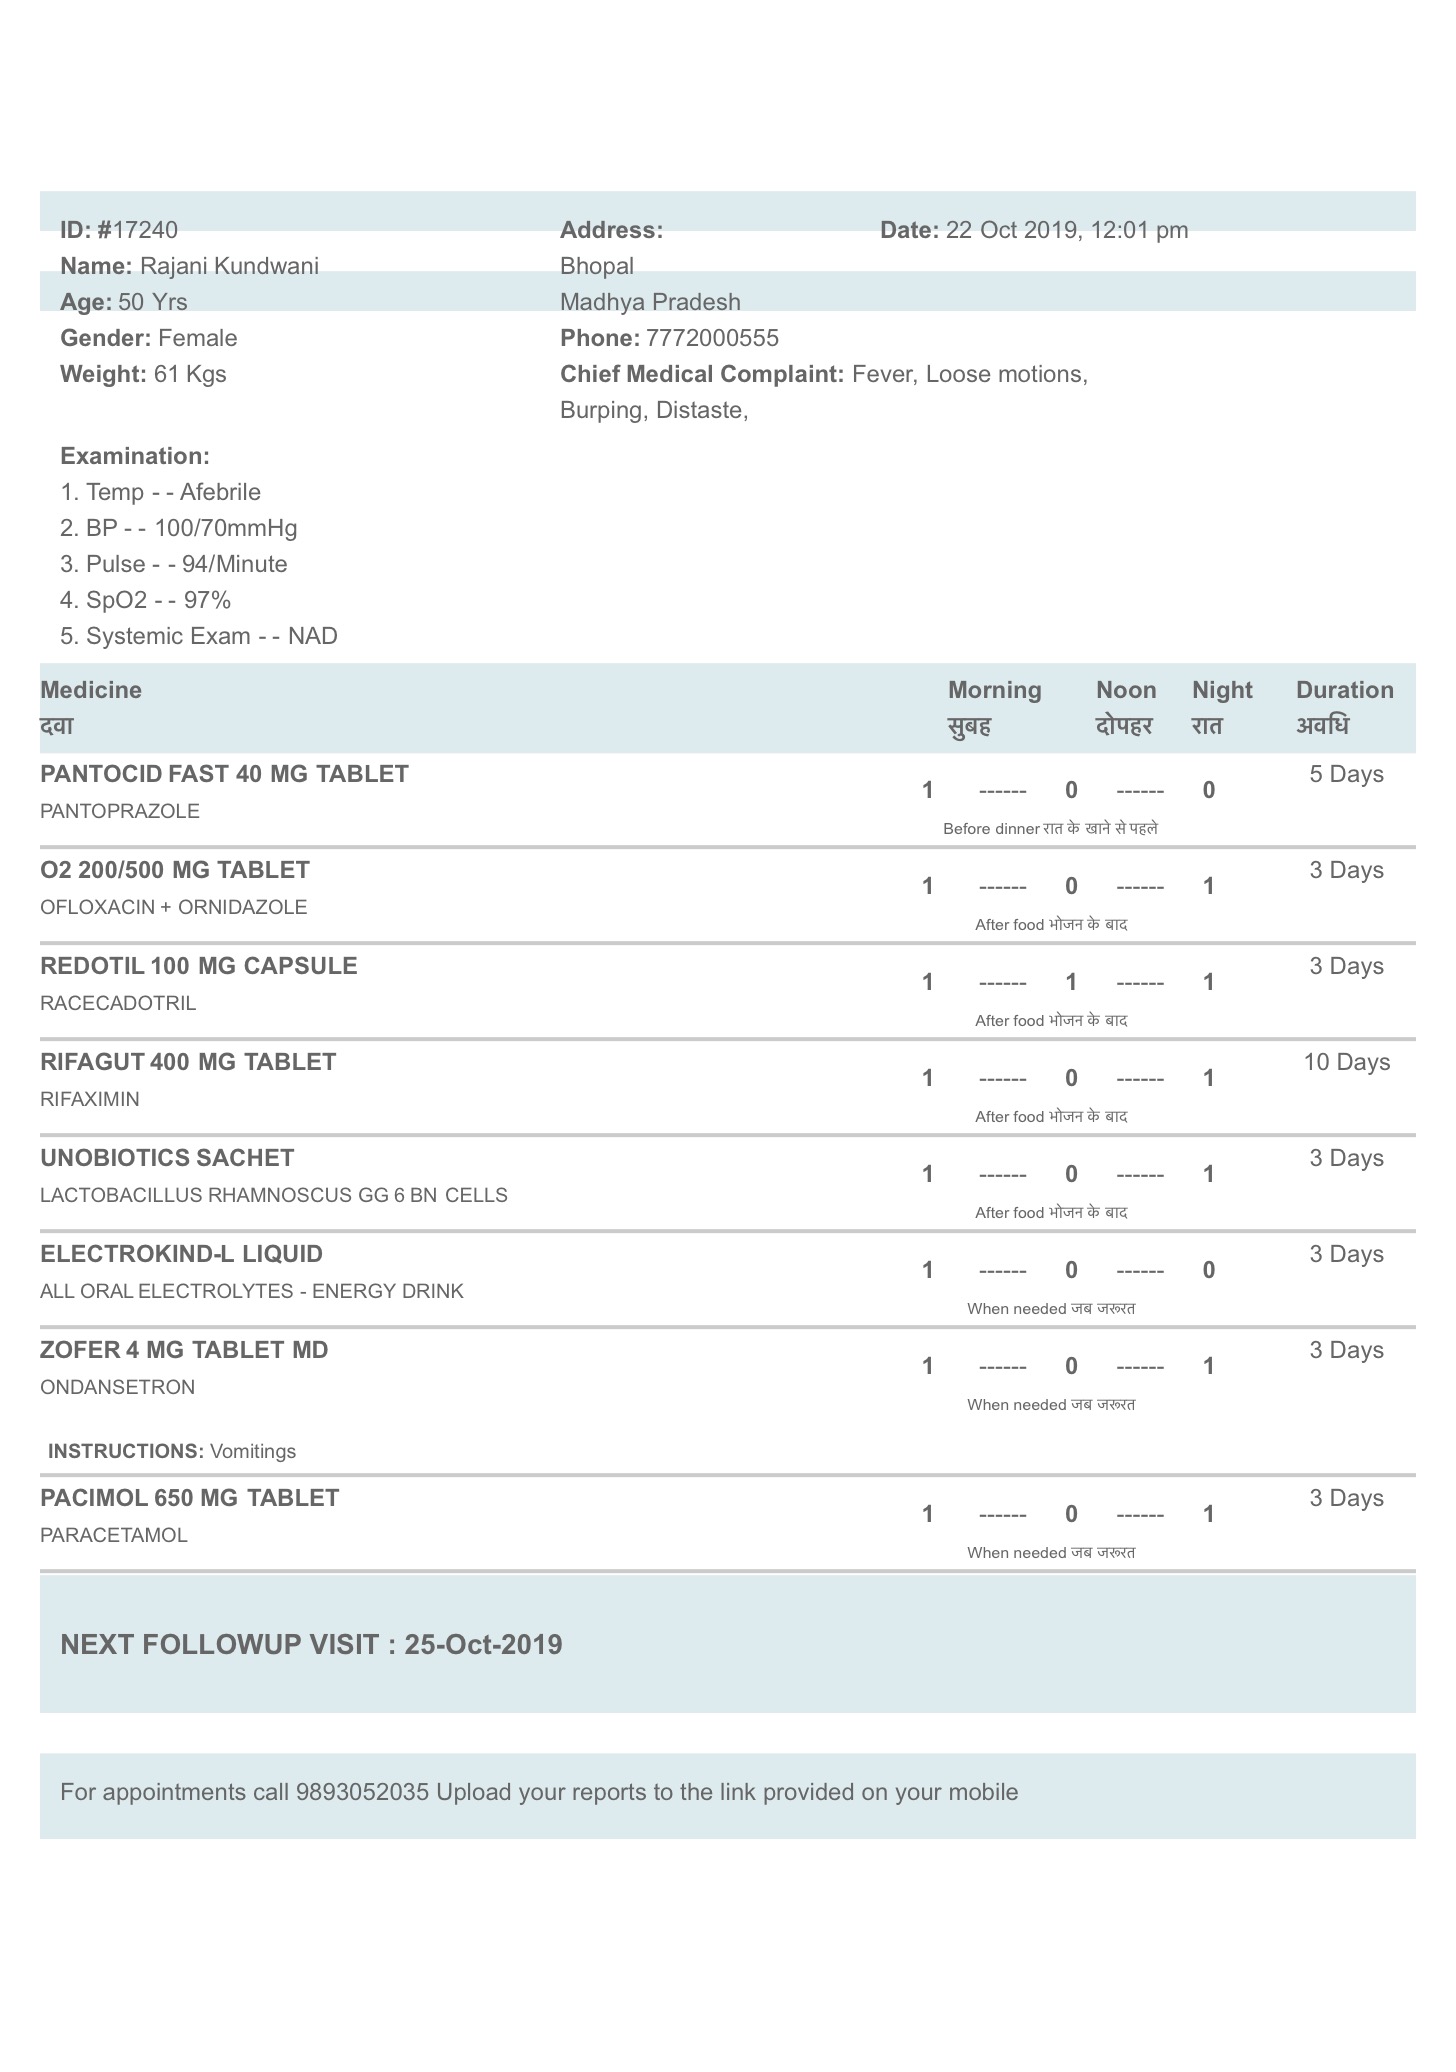 ID: #17240 Address: Date: 22 Oct 2019, 12:01 pm
Name: Rajani Kundwani Bhopal
Age: 50 Yrs Madhya Pradesh
Gender: Female Phone: 7772000555
Weight: 61 Kgs Chief Medical Complaint: Fever, Loose motions,
Burping, Distaste,
Examination:
1. Temp - - Afebrile
2. BP - - 100/70mmHg
3. Pulse - - 94/Minute
4. SpO2 - - 97%
5. Systemic Exam - - NAD
Medicine Morning Noon Night Duration
दवा सुबह दोपहर रात अवधि
PANTOCID FAST 40 MG TABLET 5 Days
1 ------ 0 ------ 0
PANTOPRAZOLE
Before dinner रात के खाने से पहले
O2 200/500 MG TABLET 3 Days
1 ------ 0 ------ 1
OFLOXACIN + ORNIDAZOLE
After food भोजन के बाद
REDOTIL 100 MG CAPSULE 3 Days
1 ------ 1 ------ 1
RACECADOTRIL
After food भोजन के बाद
RIFAGUT 400 MG TABLET 10 Days
1 ------ 0 ------ 1
RIFAXIMIN
After food भोजन के बाद
UNOBIOTICS SACHET 3 Days
1 ------ 0 ------ 1
LACTOBACILLUS RHAMNOSCUS GG 6 BN CELLS
After food भोजन के बाद
ELECTROKIND-L LIQUID 3 Days
1 ------ 0 ------ 0
ALL ORAL ELECTROLYTES - ENERGY DRINK
When needed जब जरूरत
ZOFER 4 MG TABLET MD 3 Days
1 ------ 0 ------ 1
ONDANSETRON
When needed जब जरूरत
INSTRUCTIONS: Vomitings
PACIMOL 650 MG TABLET 3 Days
1 ------ 0 ------ 1
PARACETAMOL
When needed जब जरूरत
NEXT FOLLOWUP VISIT : 25-Oct-2019
For appointments call 9893052035 Upload your reports to the link provided on your mobile